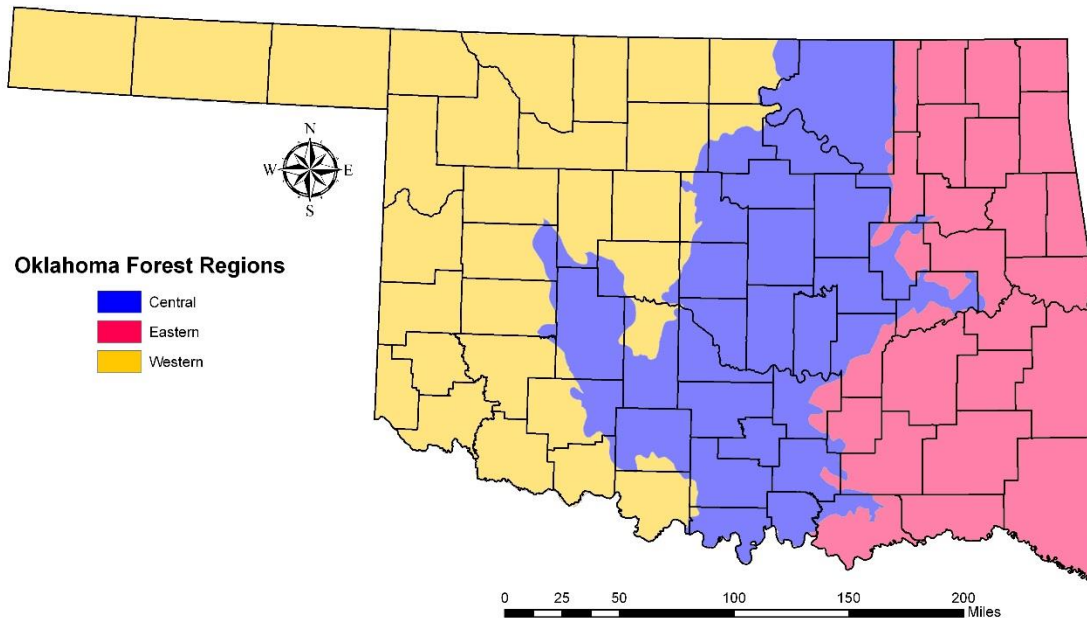 N
W E
S
Oklahoma Forest Regions
Central
Eastern
Western
0 25 50 100 150 200
Miles